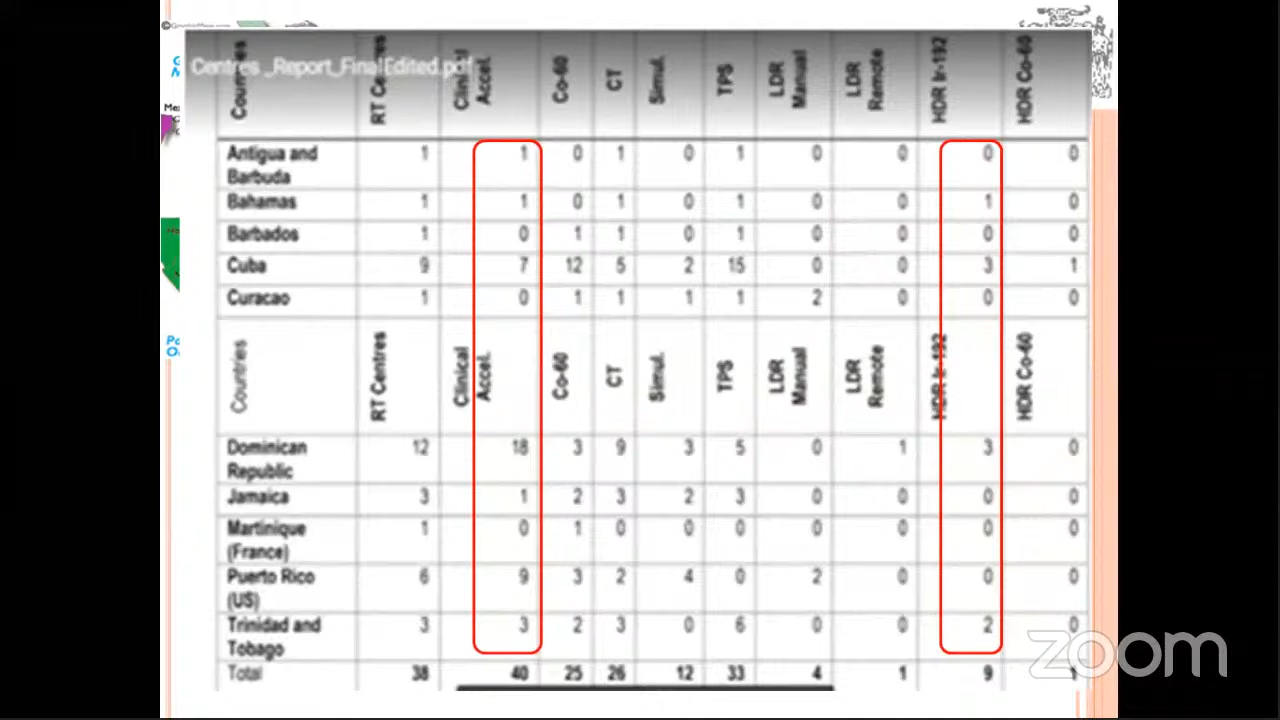 Centres _Report_FinalEdited.pdf
Countries RT Centres Clinical Accel. Co-60 CT Simul. TPS LDR Manual LDR Remote HDR Ir-192 HDR Co-60
Antigua and Barbuda 1 1 0 1 0 1 0 0 0 0
Bahamas 1 1 0 1 0 1 0 0 1 0
Barbados 1 0 1 1 0 1 0 0 0 0
Cuba 9 7 12 5 2 15 0 0 3 1
Curacao 1 0 1 1 1 1 2 0 0 0
Countries RT Centres Clinical Accel. Co-60 CT Simul. TPS LDR Manual LDR Remote HDR Ir-192 HDR Co-60
Dominican Republic 12 18 3 9 3 5 0 1 3 0
Jamaica 3 1 2 3 2 3 0 0 0 0
Martinique (France) 1 0 1 0 0 0 0 0 0 0
Puerto Rico (US) 6 9 3 2 4 0 2 0 0 0
Trinidad and Tobago 3 3 2 3 0 6 0 0 2 0
Total 38 40 25 26 12 33 4 1 9 1
zoom